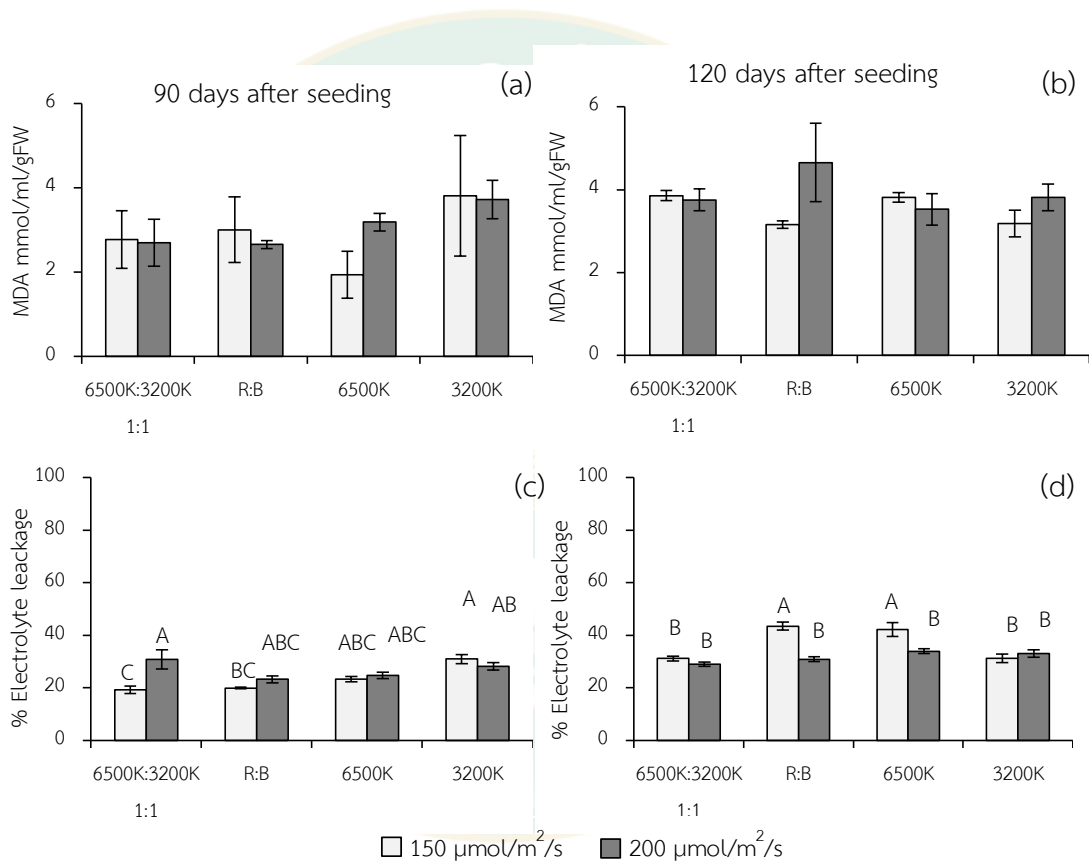 90 days after seeding
(a)
MDA mmol/ml/gFW
6
4
2
0
6500K:3200K
1:1
R:B
6500K
3200K
120 days after seeding
(b)
MDA mmol/ml/gFW
6
4
2
0
6500K:3200K
1:1
R:B
6500K
3200K
(c)
% Electrolyte leackage
100
80
60
40
20
0
C
A
BC
ABC
ABC
ABC
A
AB
6500K:3200K
1:1
R:B
6500K
3200K
(d)
% Electrolyte leackage
100
80
60
40
20
0
B
B
A
B
A
B
B
B
6500K:3200K
1:1
R:B
6500K
3200K
150 μmol/m²/s
200 μmol/m²/s